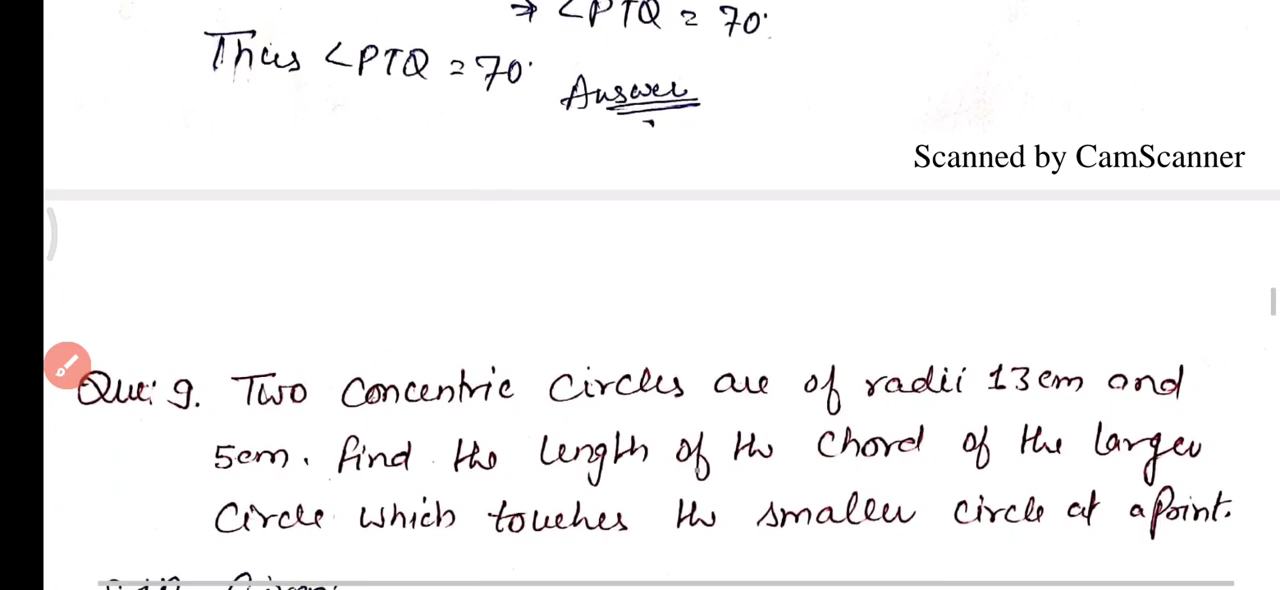 ⇒ <PTQ = 70°
Thus <PTQ = 70°
Answer
Scanned by CamScanner
Que: 9. Two concentric circles are of radii 13cm and
5cm. find the length of the chord of the larger
circle which touches the smaller circle at a point.